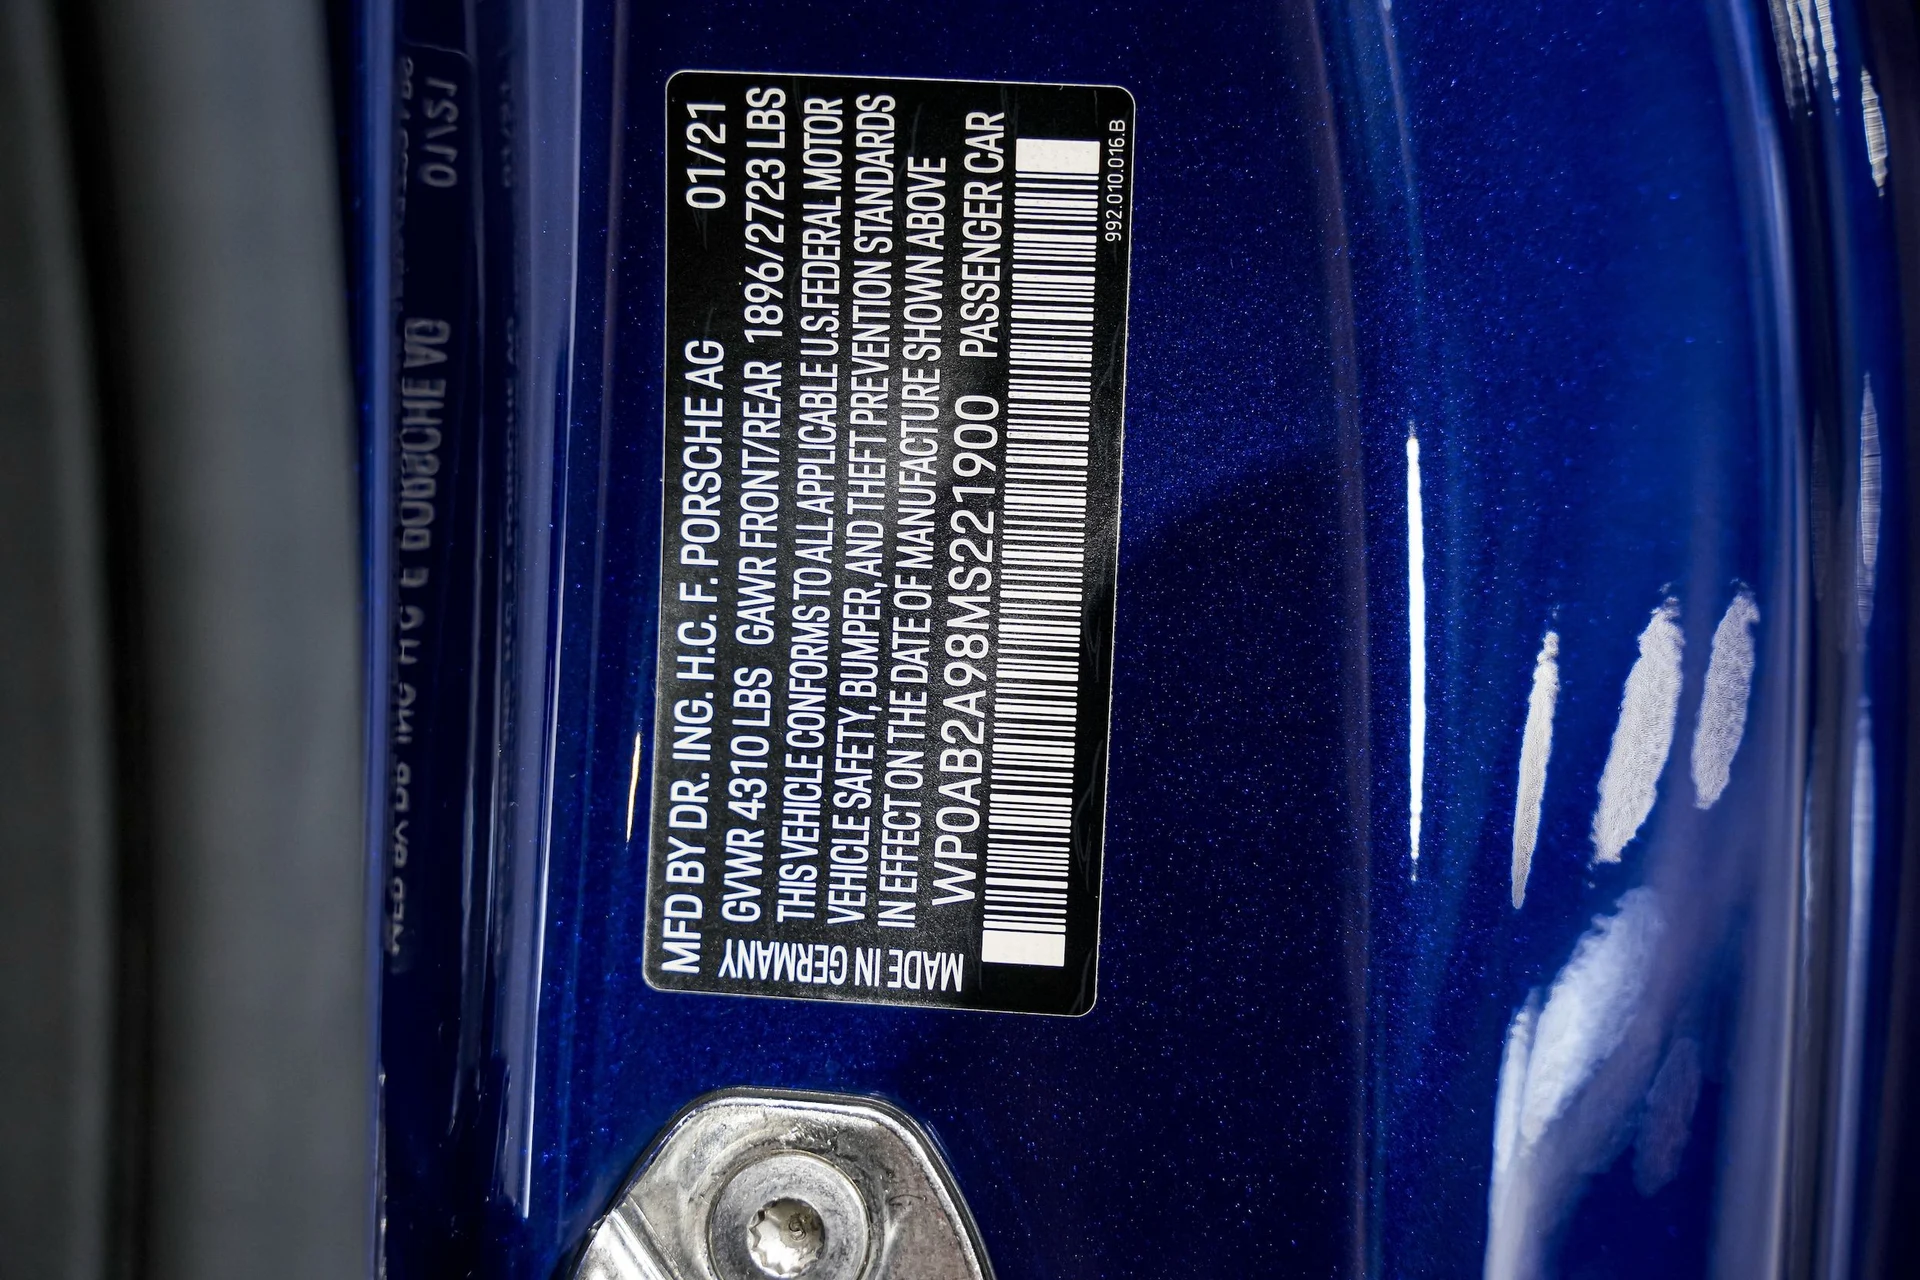 MFD BY DR. ING. H.C. F. PORSCHE AG 01/21
GVWR 4310 LBS GAWR FRONT/REAR 1896/2723 LBS
THIS VEHICLE CONFORMS TO ALL APPLICABLE U.S.FEDERAL MOTOR
VEHICLE SAFETY, BUMPER, AND THEFT PREVENTION STANDARDS
IN EFFECT ON THE DATE OF MANUFACTURE SHOWN ABOVE
WP0AB2A98MS221900 PASSENGER CAR
MADE IN GERMANY
992.010.016.B